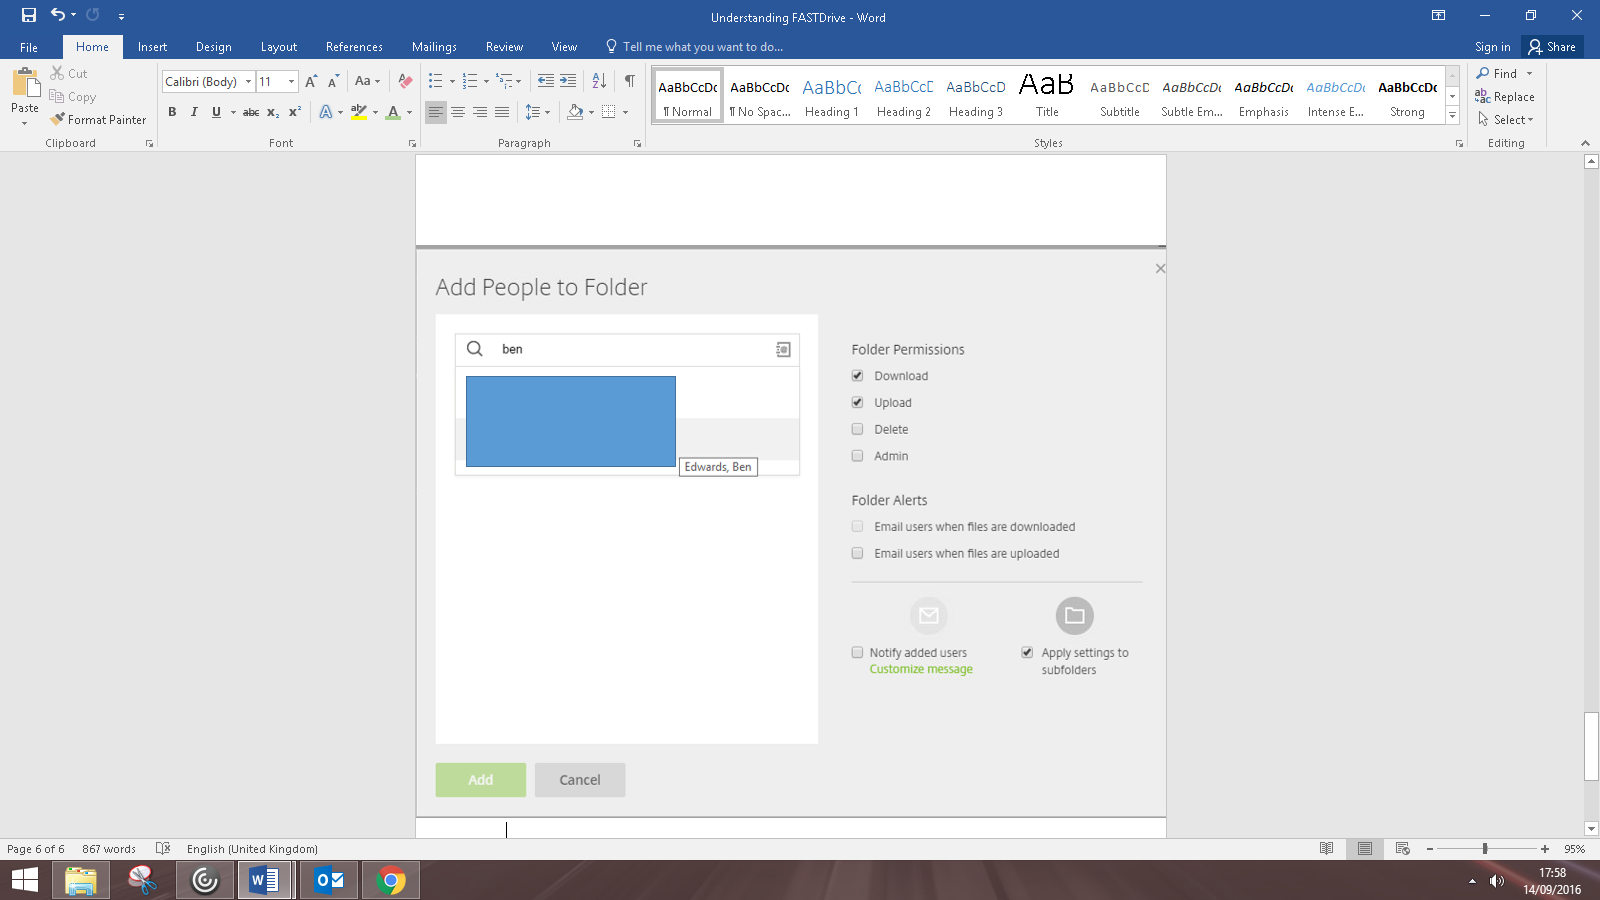 Understanding FASTDrive - Word
File Home Insert Design Layout References Mailings Review View Tell me what you want to do... Sign in Share
Paste
Cut
Copy
Format Painter
Clipboard
Calibri (Body) 11
Font
Paragraph
AaBbCcDc AaBbCcDc AaBbCc AaBbCcD AaBbCcD AaB AaBbCcD AaBbCcDc AaBbCcDc AaBbCcDc AaBbCcDc
¶ Normal ¶ No Spac... Heading 1 Heading 2 Heading 3 Title Subtitle Subtle Em... Emphasis Intense E... Strong
Styles
Find
Replace
Select
Editing
Add People to Folder
ben
Edwards, Ben
Folder Permissions
Download
Upload
Delete
Admin
Folder Alerts
Email users when files are downloaded
Email users when files are uploaded
Notify added users
Customize message
Apply settings to
subfolders
Add Cancel
Page 6 of 6 867 words English (United Kingdom) 95%
17:58
14/09/2016